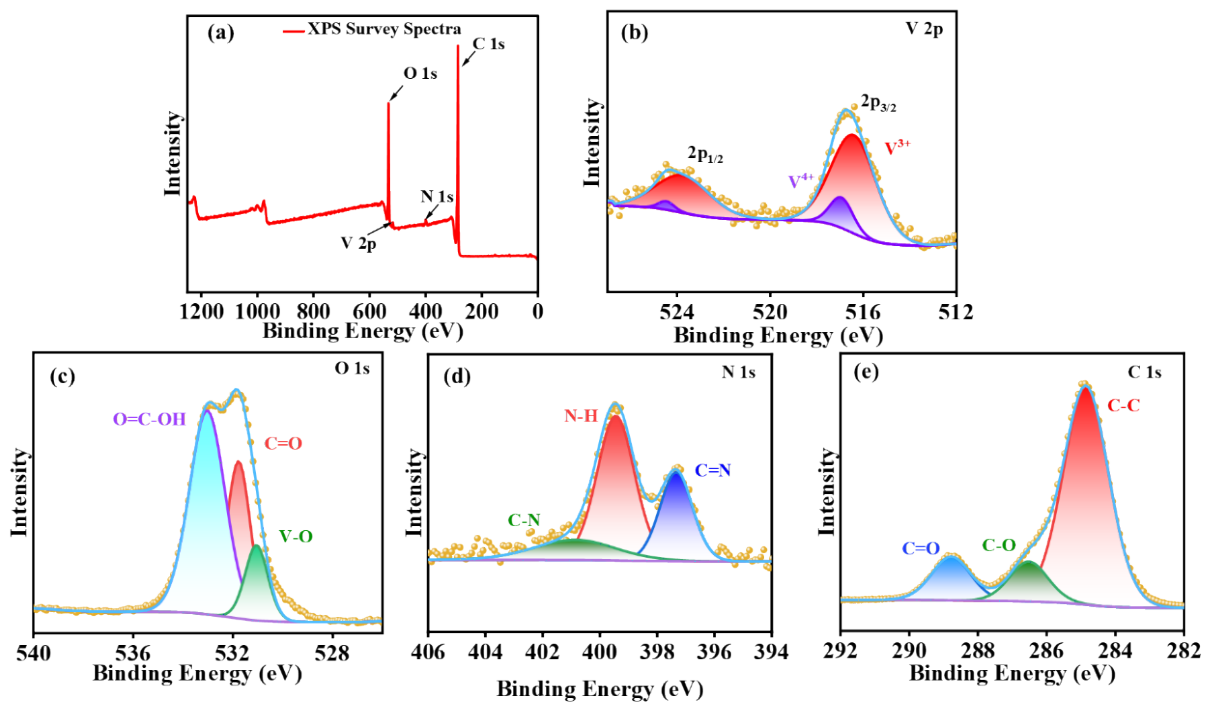 (a)
XPS Survey Spectra
C 1s
O 1s
N 1s
V 2p
Intensity
1200 1000 800 600 400 200 0
Binding Energy (eV)
(b)
V 2p
2p3/2
2p1/2
V3+
V4+
Intensity
524 520 516 512
Binding Energy (eV)
(c)
O 1s
O=C-OH
C=O
V-O
Intensity
540 536 531 528
Binding Energy (eV)
(d)
N 1s
N-H
C=N
C-N
Intensity
406 404 402 400 398 396 394
Binding Energy (eV)
(e)
C 1s
C-C
C=O
C-O
Intensity
292 290 288 286 284 282
Binding Energy (eV)